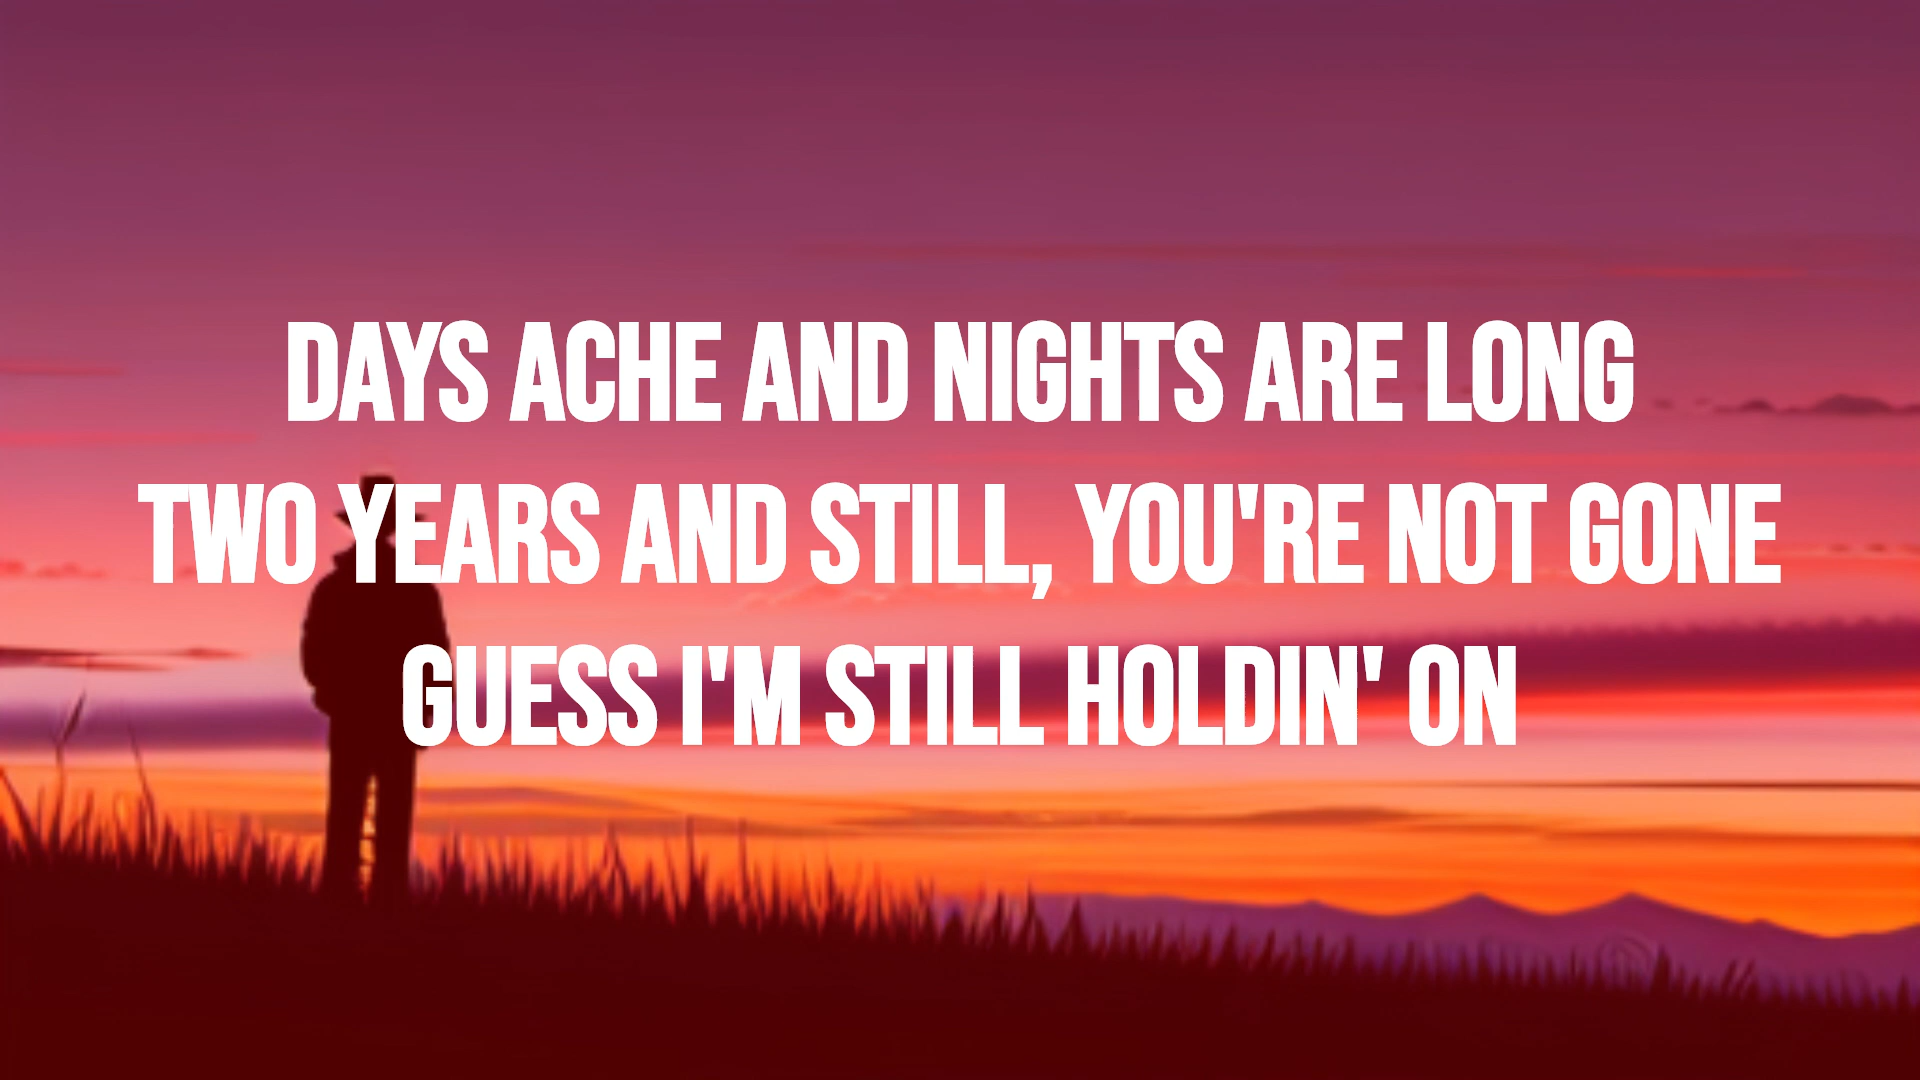 DAYS ACHE AND NIGHTS ARE LONG
TWO YEARS AND STILL, YOU'RE NOT GONE
GUESS I'M STILL HOLDIN' ON